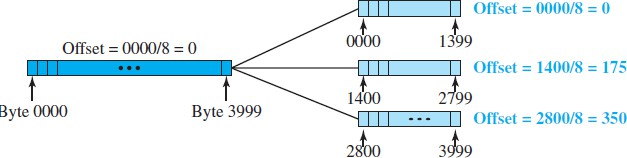 Offset = 0000/8 = 0
0000 1399
Offset = 0000/8 = 0
Offset = 1400/8 = 175
Byte 0000 Byte 3999
1400 2799
Offset = 2800/8 = 350
2800 3999